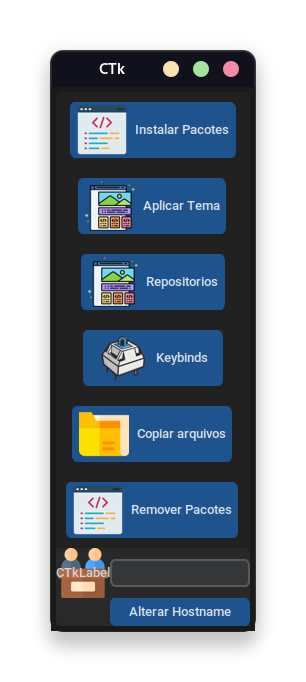 CTk
Instalar Pacotes
Aplicar Tema
Repositorios
Keybinds
Copiar arquivos
Remover Pacotes
CTkLabel
Alterar Hostname